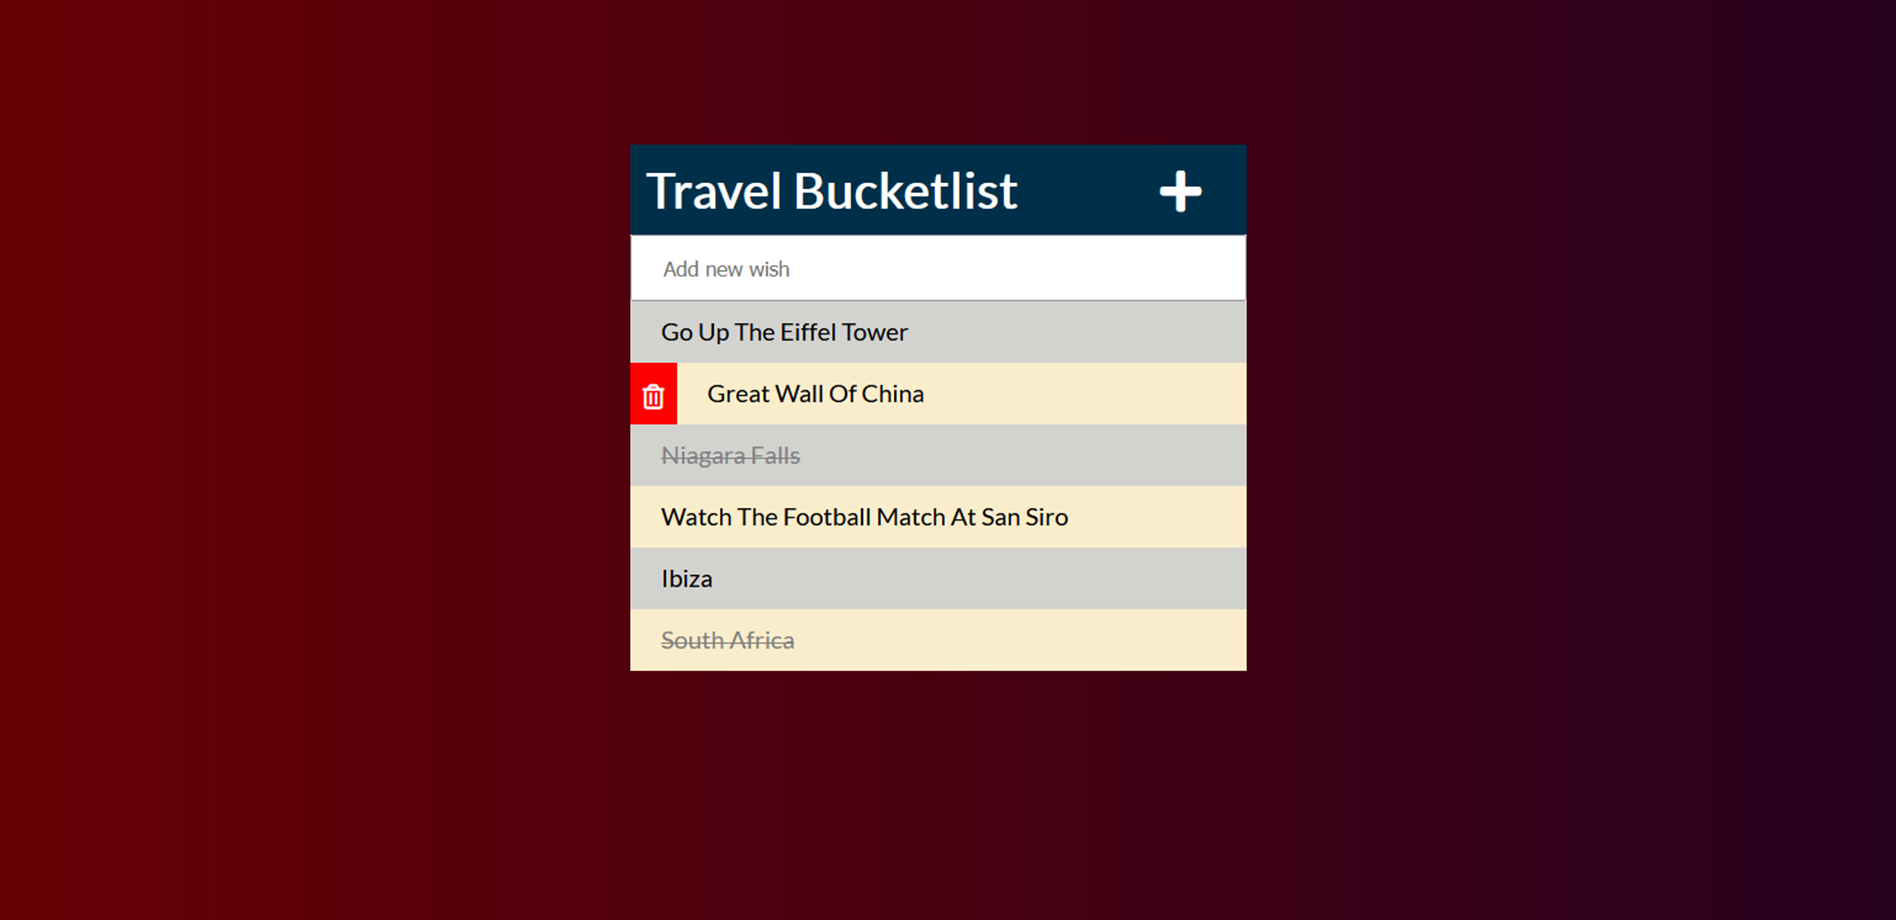 Travel Bucketlist
Add new wish
Go Up The Eiffel Tower
Great Wall Of China
Niagara Falls
Watch The Football Match At San Siro
Ibiza
South Africa